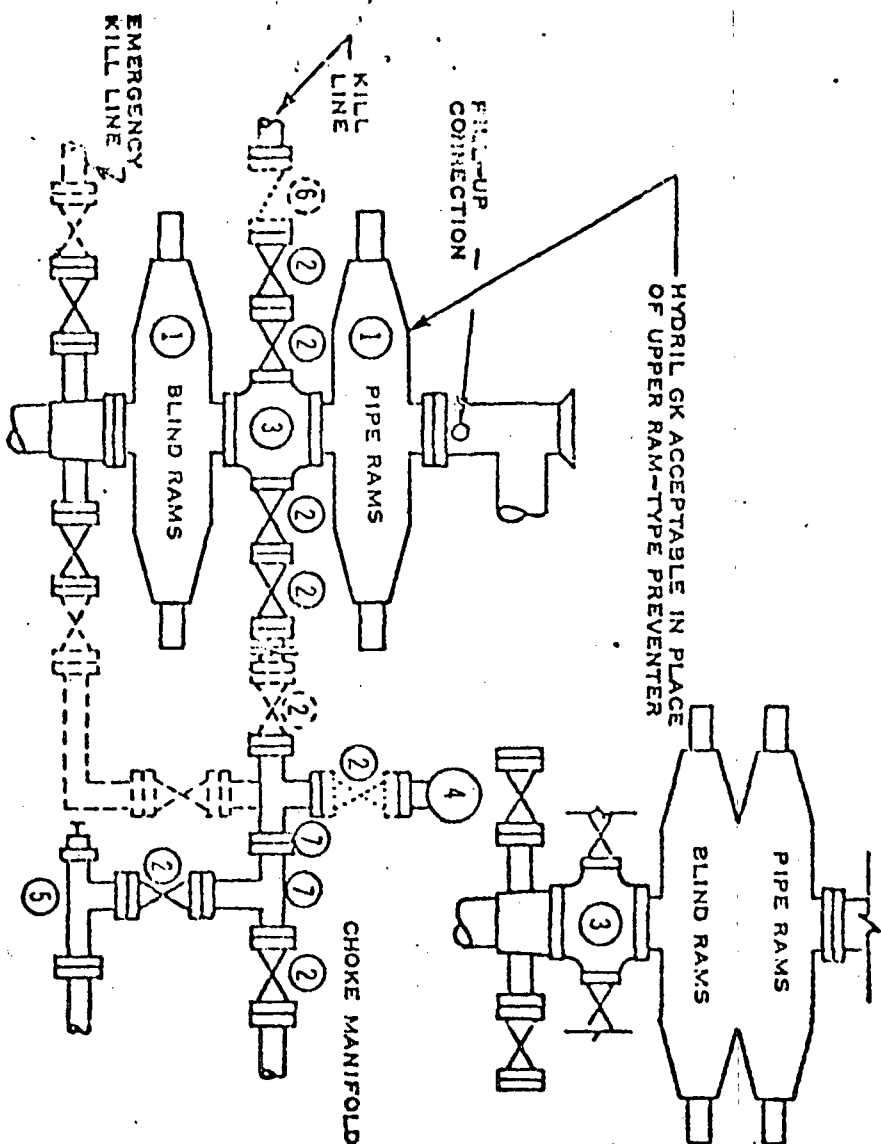 HYDRIL GK ACCEPTABLE IN PLACE
OF UPPER RAM-TYPE PREVENTER
CONNECTION
KILL
LINE
EMERGENCY
KILL LINE
1
PIPE RAMS
6
2
2
3
2
2
2
1
BLIND RAMS
2
4
7
7
2
2
5
CHOKE MANIFOLD
PIPE RAMS
BLIND RAMS
3